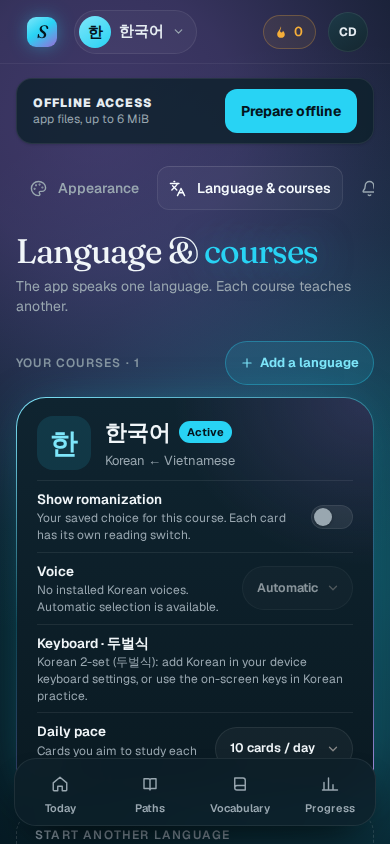 S
한 한국어
0
CD
OFFLINE ACCESS
app files, up to 6 MiB
Prepare offline
Appearance
Language & courses
Language & courses
The app speaks one language. Each course teaches
another.
YOUR COURSES · 1
+ Add a language
한
한국어
Active
Korean ← Vietnamese
Show romanization
Your saved choice for this course. Each card
has its own reading switch.
Voice
No installed Korean voices.
Automatic selection is available.
Automatic
Keyboard · 두벌식
Korean 2-set (두벌식): add Korean in your device
keyboard settings, or use the on-screen keys in Korean
practice.
Daily pace
Cards you aim to study each
10 cards / day
Today
Paths
Vocabulary
Progress
START ANOTHER LANGUAGE